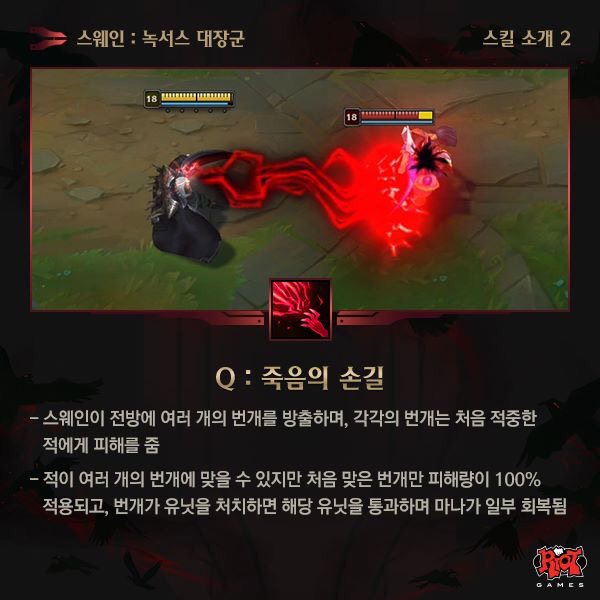 스웨인 : 녹서스 대장군
스킬 소개 2
18
18
Q : 죽음의 손길
- 스웨인이 전방에 여러 개의 번개를 방출하며, 각각의 번개는 처음 적중한
적에게 피해를 줌
- 적이 여러 개의 번개에 맞을 수 있지만 처음 맞은 번개만 피해량이 100%
적용되고, 번개가 유닛을 처치하면 해당 유닛을 통과하며 마나가 일부 회복됨
RIOT
GAMES